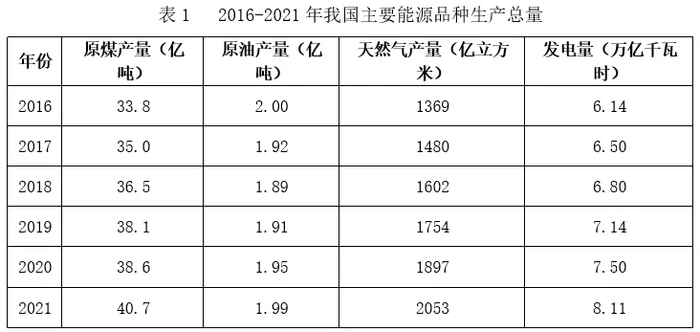 表 1 2016-2021 年我国主要能源品种生产总量
年份 原煤产量（亿吨） 原油产量（亿吨） 天然气产量（亿立方米） 发电量（万亿千瓦时）
2016 33.8 2.00 1369 6.14
2017 35.0 1.92 1480 6.50
2018 36.5 1.89 1602 6.80
2019 38.1 1.91 1754 7.14
2020 38.6 1.95 1897 7.50
2021 40.7 1.99 2053 8.11